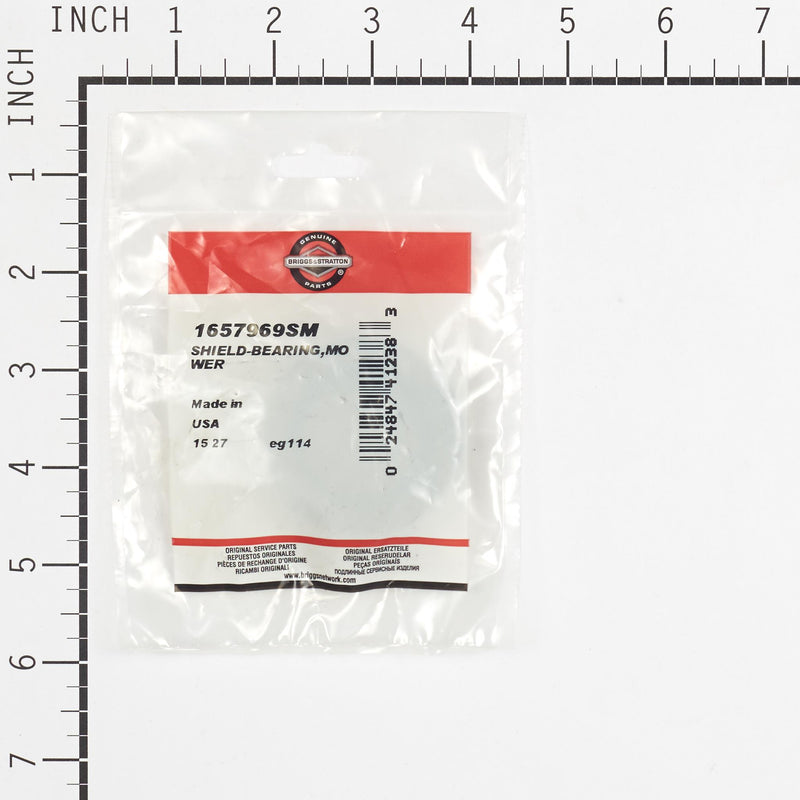 INCH 1 2 3 4 5 6 7
INCH
1
2
3
4
5
6
7
GENUINE
BRIGGS & STRATTON
®
PARTS
1657969SM
SHIELD-BEARING,MO
WER
Made in
USA
15 27 eg114
0 24847 41238 3
ORIGINAL SERVICE PARTS
REPUESTOS ORIGINALES
PIÈCES DE RECHANGE D'ORIGINE
RICAMBI ORIGINALI
ORIGINAL ERSATZTEILE
ORIGINAL RESERUDELAR
PEÇAS ORIGINAIS
ПОДЛИННЫЕ СЕРВИСНЫЕ ИЗДЕЛИЯ
www.briggsnetwork.com